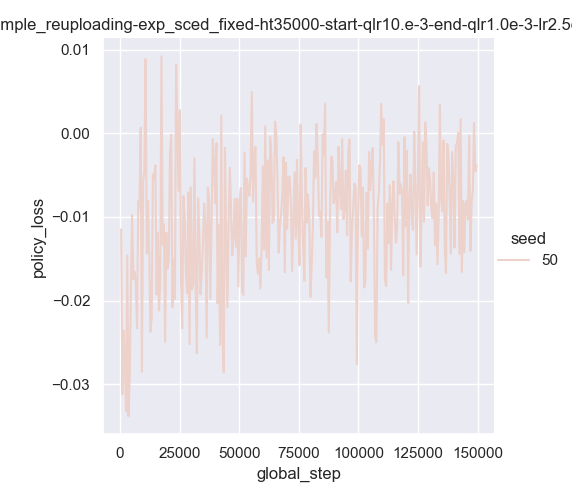 mple_reuploading-exp_sced_fixed-ht35000-start-qlr10.e-3-end-qlr1.0e-3-lr2.5
0.01
0.00
−0.01
−0.02
−0.03
policy_loss
0 25000 50000 75000 100000 125000 150000
global_step
seed
50